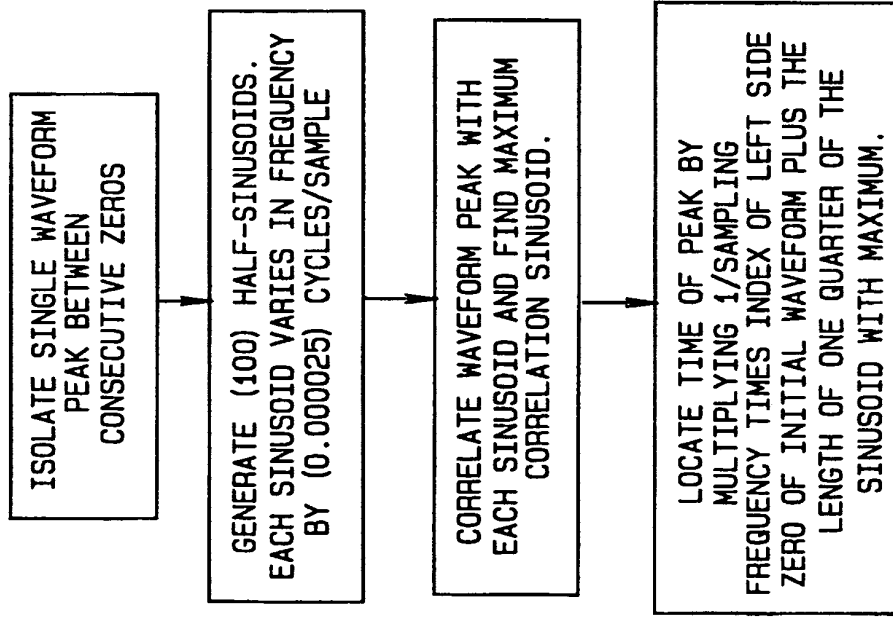 ISOLATE SINGLE WAVEFORM
PEAK BETWEEN
CONSECUTIVE ZEROS
GENERATE (100) HALF-SINUSOIDS.
EACH SINUSOID VARIES IN FREQUENCY
BY (0.000025) CYCLES/SAMPLE
CORRELATE WAVEFORM PEAK WITH
EACH SINUSOID AND FIND MAXIMUM
CORRELATION SINUSOID.
LOCATE TIME OF PEAK BY
MULTIPLYING 1/SAMPLING
FREQUENCY TIMES INDEX OF LEFT SIDE
ZERO OF INITIAL WAVEFORM PLUS THE
LENGTH OF ONE QUARTER OF THE
SINUSOID WITH MAXIMUM.